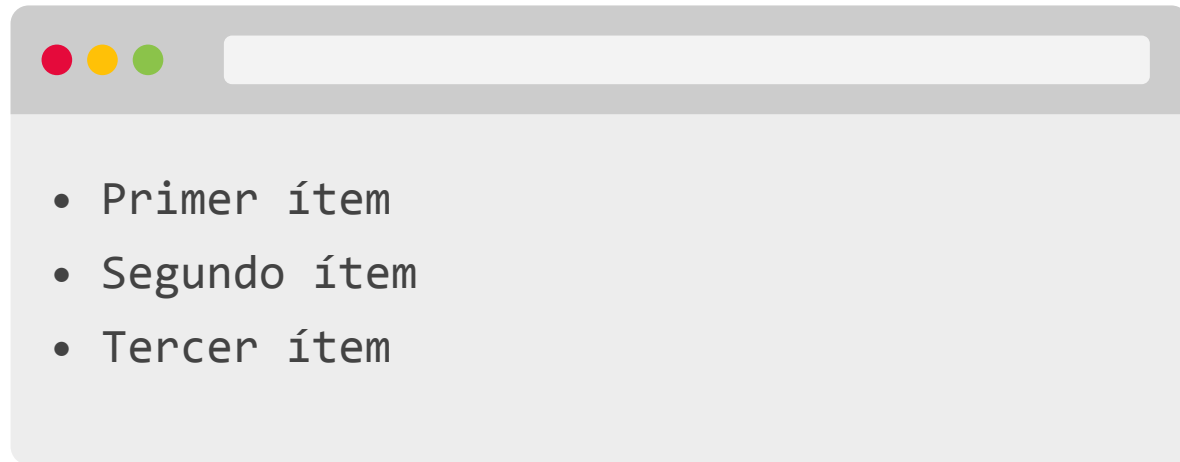 • Primer ítem
• Segundo ítem
• Tercer ítem